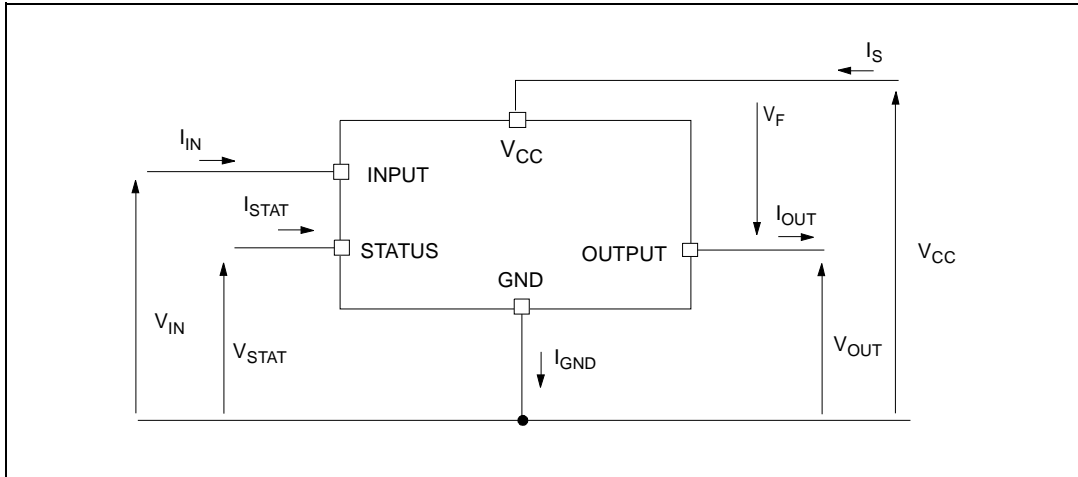 I_S
V_F
V_CC
I_IN
INPUT
I_STAT
I_OUT
STATUS
OUTPUT
V_CC
GND
V_IN
V_STAT
I_GND
V_OUT